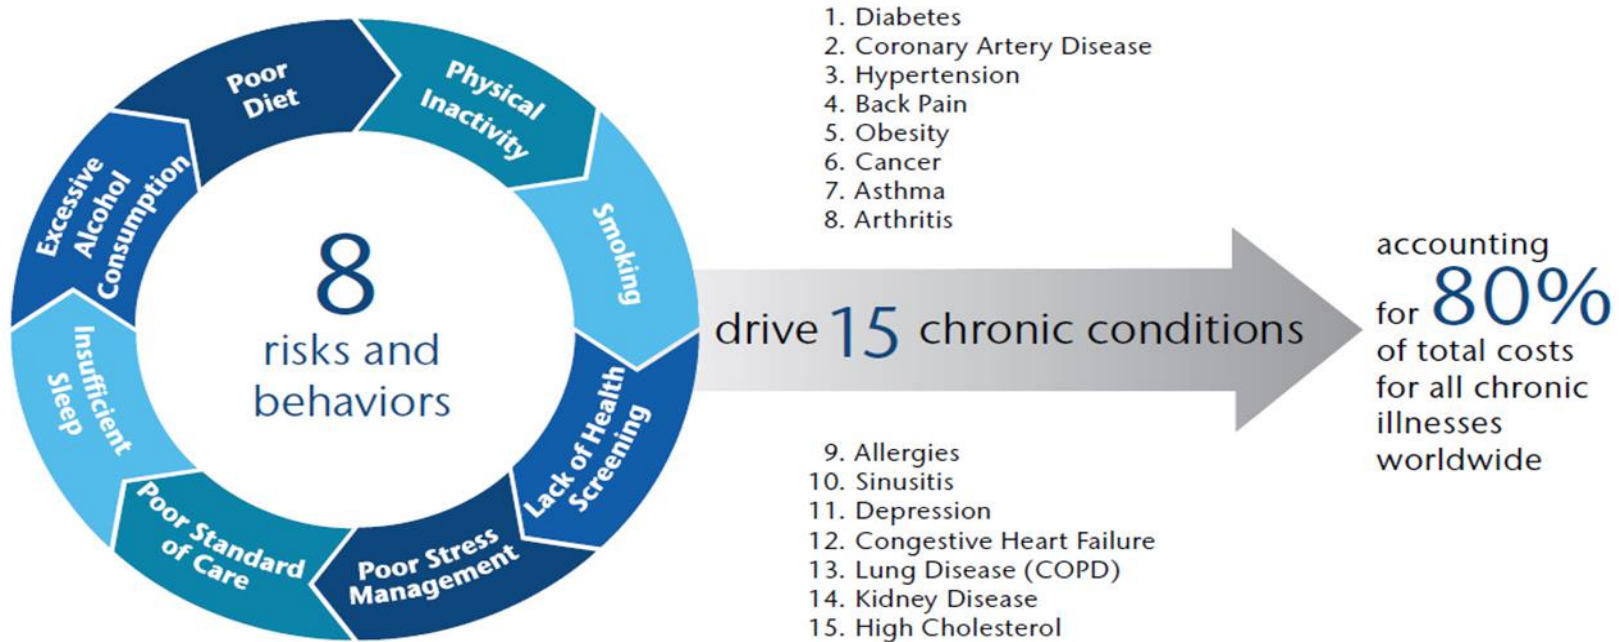 Poor
Diet
Physical
Inactivity
Smoking
Lack of Health
Screening
Poor Stress
Management
Poor Standard
of Care
Insufficient
Sleep
Excessive
Alcohol
Consumption
8
risks and
behaviors
1. Diabetes
2. Coronary Artery Disease
3. Hypertension
4. Back Pain
5. Obesity
6. Cancer
7. Asthma
8. Arthritis
drive 15 chronic conditions
9. Allergies
10. Sinusitis
11. Depression
12. Congestive Heart Failure
13. Lung Disease (COPD)
14. Kidney Disease
15. High Cholesterol
accounting
for 80%
of total costs
for all chronic
illnesses
worldwide